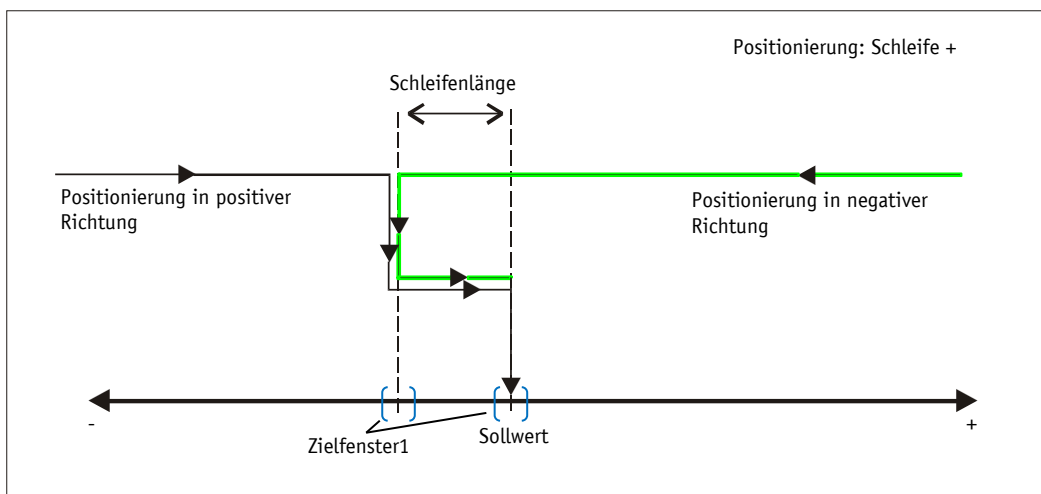 Positionierung: Schleife +
Schleifenlänge
Positionierung in positiver
Richtung
Positionierung in negativer
Richtung
-
+
Zielfenster1
Sollwert